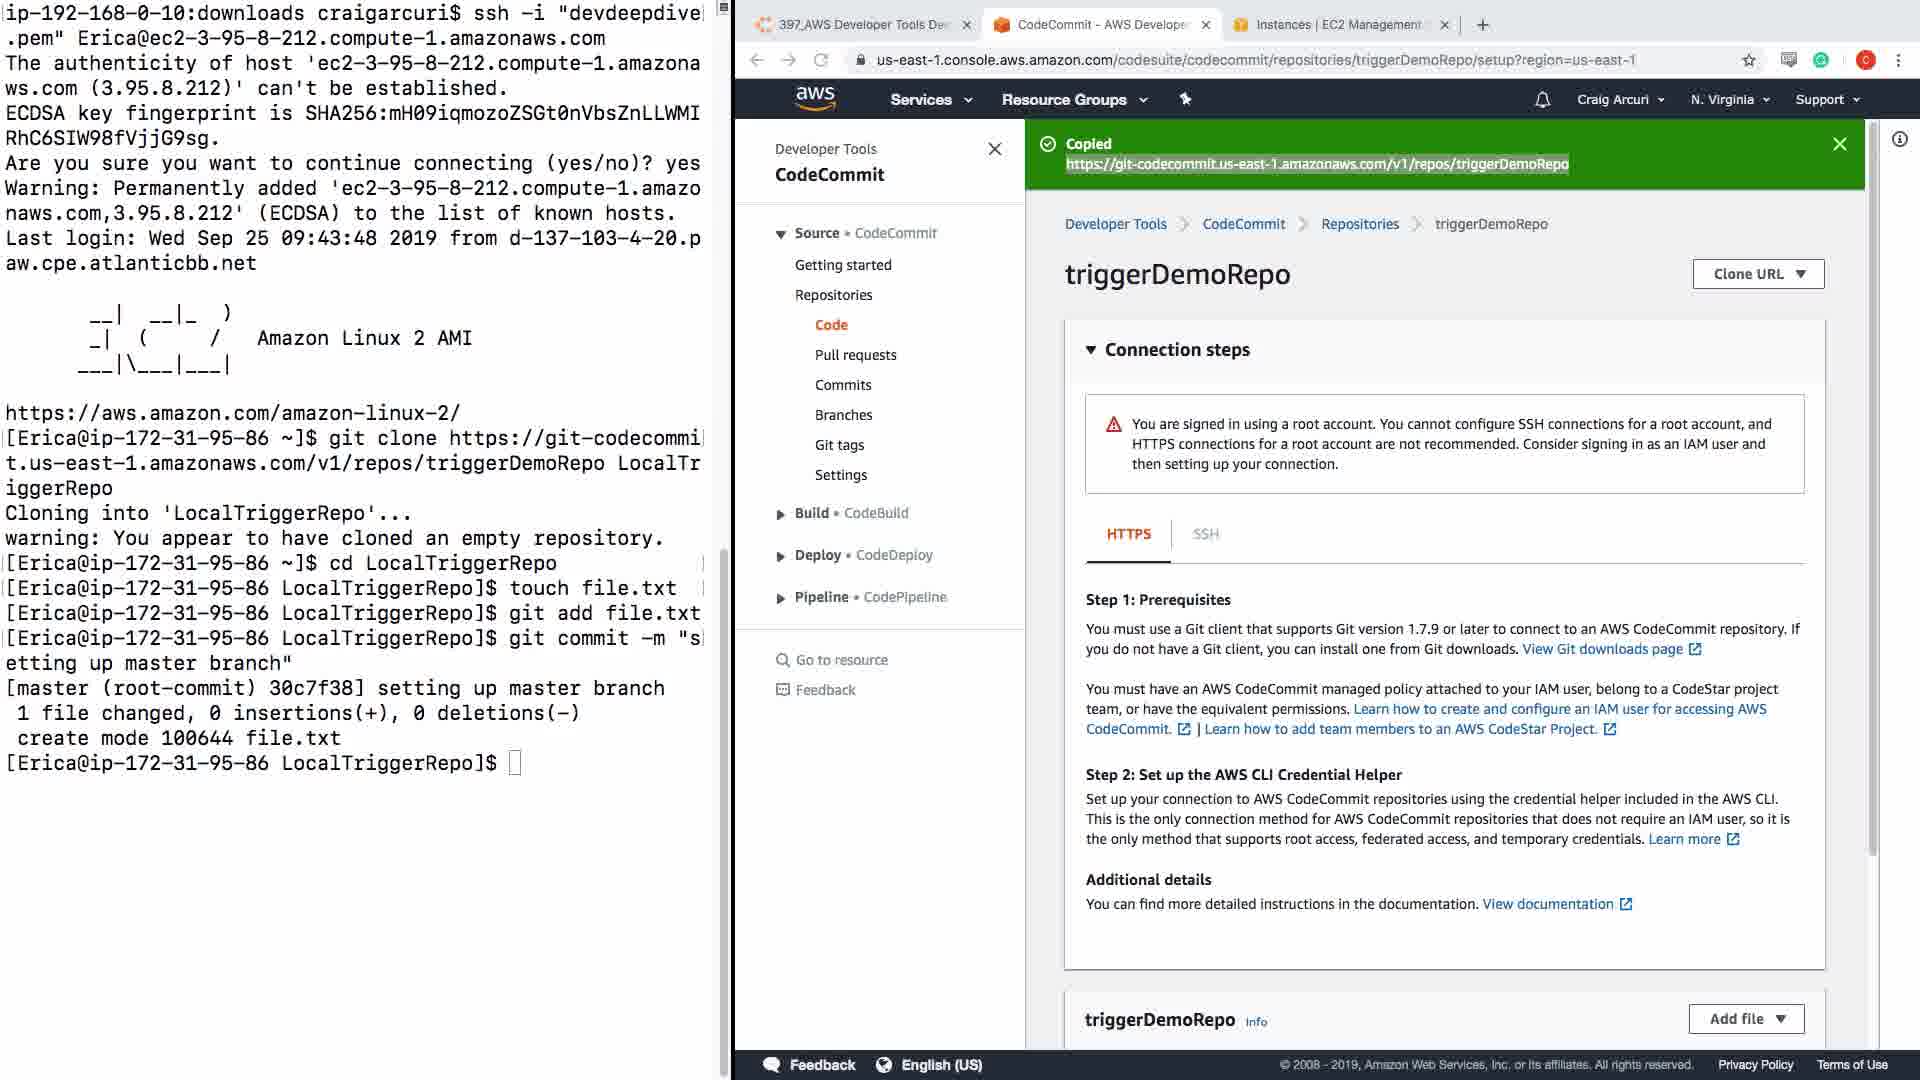 ip-192-168-0-10:downloads craigarcuri$ ssh -i "devdeepdive
.pem" Erica@ec2-3-95-8-212.compute-1.amazonaws.com
The authenticity of host 'ec2-3-95-8-212.compute-1.amazona
ws.com (3.95.8.212)' can't be established.
ECDSA key fingerprint is SHA256:mH09iqmozoZSGt0nVbsZnLLWMI
RhC6SIW98fVjjG9sg.
Are you sure you want to continue connecting (yes/no)? yes
Warning: Permanently added 'ec2-3-95-8-212.compute-1.amazo
naws.com,3.95.8.212' (ECDSA) to the list of known hosts.
Last login: Wed Sep 25 09:43:48 2019 from d-137-103-4-20.p
aw.cpe.atlanticbb.net
__|  __|_  )
_|  (     /   Amazon Linux 2 AMI
___|\___|___|
https://aws.amazon.com/amazon-linux-2/
[Erica@ip-172-31-95-86 ~]$ git clone https://git-codecommi
t.us-east-1.amazonaws.com/v1/repos/triggerDemoRepo LocalTr
iggerRepo
Cloning into 'LocalTriggerRepo'...
warning: You appear to have cloned an empty repository.
[Erica@ip-172-31-95-86 ~]$ cd LocalTriggerRepo
[Erica@ip-172-31-95-86 LocalTriggerRepo]$ touch file.txt
[Erica@ip-172-31-95-86 LocalTriggerRepo]$ git add file.txt
[Erica@ip-172-31-95-86 LocalTriggerRepo]$ git commit -m "s
etting up master branch"
[master (root-commit) 30c7f38] setting up master branch
1 file changed, 0 insertions(+), 0 deletions(-)
create mode 100644 file.txt
[Erica@ip-172-31-95-86 LocalTriggerRepo]$
397_AWS Developer Tools Dee
CodeCommit - AWS Developer
Instances | EC2 Management
us-east-1.console.aws.amazon.com/codesuite/codecommit/repositories/triggerDemoRepo/setup?region=us-east-1
C
aws
Services
Resource Groups
Craig Arcuri
N. Virginia
Support
Developer Tools
CodeCommit
Source • CodeCommit
Getting started
Repositories
Code
Pull requests
Commits
Branches
Git tags
Settings
Build • CodeBuild
Deploy • CodeDeploy
Pipeline • CodePipeline
Go to resource
Feedback
Copied
https://git-codecommit.us-east-1.amazonaws.com/v1/repos/triggerDemoRepo
Developer Tools
CodeCommit
Repositories
triggerDemoRepo
triggerDemoRepo
Clone URL
Connection steps
You are signed in using a root account. You cannot configure SSH connections for a root account, and
HTTPS connections for a root account are not recommended. Consider signing in as an IAM user and
then setting up your connection.
HTTPS
SSH
Step 1: Prerequisites
You must use a Git client that supports Git version 1.7.9 or later to connect to an AWS CodeCommit repository. If
you do not have a Git client, you can install one from Git downloads. View Git downloads page
You must have an AWS CodeCommit managed policy attached to your IAM user, belong to a CodeStar project
team, or have the equivalent permissions. Learn how to create and configure an IAM user for accessing AWS
CodeCommit. | Learn how to add team members to an AWS CodeStar Project.
Step 2: Set up the AWS CLI Credential Helper
Set up your connection to AWS CodeCommit repositories using the credential helper included in the AWS CLI.
This is the only connection method for AWS CodeCommit repositories that does not require an IAM user, so it is
the only method that supports root access, federated access, and temporary credentials. Learn more
Additional details
You can find more detailed instructions in the documentation. View documentation
triggerDemoRepo Info
Add file
Feedback
English (US)
© 2008 - 2019, Amazon Web Services, Inc. or its affiliates. All rights reserved.
Privacy Policy
Terms of Use